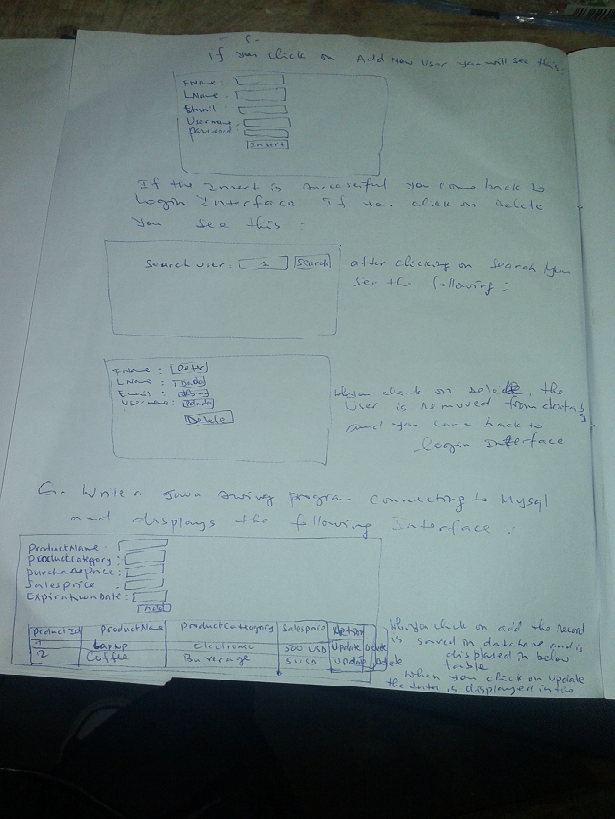 If you click on Add New User you will see this.
FName:
LName:
Email:
Username:
Password:
Insert
If the Insert is successful you come back to
Login Interface if you click on Delete
you see this
Search user: 1 Search
after clicking on Search you
see the following:
FName:
LName:
Email:
Username:
Delete
When you click on delete, the
User is removed from
and you come back to
Login Interface
6. Write a Java swing program connecting to Mysql
and displays the following Interface:
ProductName:
ProductCategory:
purchaseprice:
Salesprice:
ExpirationDate:
Add
ProductId ProductName ProductCategory Salesprice Action
1 500 USD Update Delete
2 Coffee Update Delete
When you click on add the record
is saved in database and is
displayed in below
table
When you click on update
the data is displayed in the